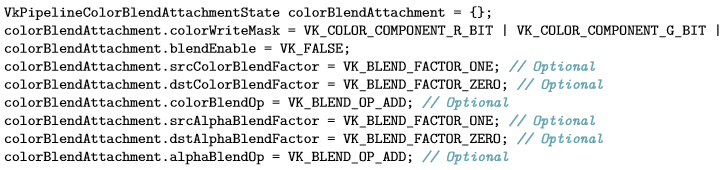 VkPipelineColorBlendAttachmentState colorBlendAttachment = {};
colorBlendAttachment.colorWriteMask = VK_COLOR_COMPONENT_R_BIT | VK_COLOR_COMPONENT_G_BIT |
colorBlendAttachment.blendEnable = VK_FALSE;
colorBlendAttachment.srcColorBlendFactor = VK_BLEND_FACTOR_ONE; // Optional
colorBlendAttachment.dstColorBlendFactor = VK_BLEND_FACTOR_ZERO; // Optional
colorBlendAttachment.colorBlendOp = VK_BLEND_OP_ADD; // Optional
colorBlendAttachment.srcAlphaBlendFactor = VK_BLEND_FACTOR_ONE; // Optional
colorBlendAttachment.dstAlphaBlendFactor = VK_BLEND_FACTOR_ZERO; // Optional
colorBlendAttachment.alphaBlendOp = VK_BLEND_OP_ADD; // Optional